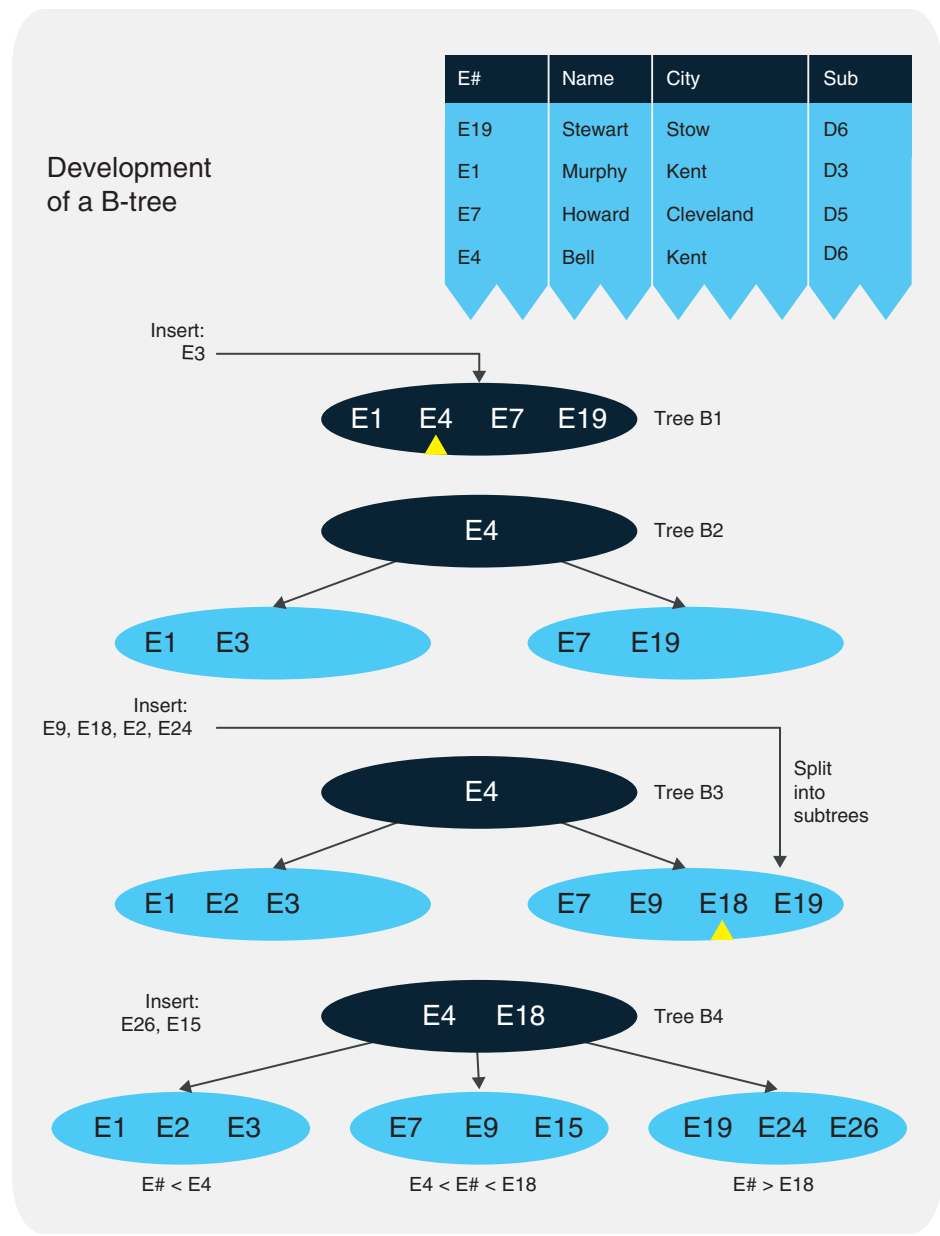 E# Name City Sub
E19 Stewart Stow D6
Development
of a B-tree
E1 Murphy Kent D3
E7 Howard Cleveland D5
E4 Bell Kent D6
Insert:
E3
E1 E4 E7 E19 Tree B1
E4 Tree B2
E1 E3 E7 E19
Insert:
E9, E18, E2, E24
Split
into
subtrees
E4 Tree B3
E1 E2 E3 E7 E9 E18 E19
Insert:
E26, E15
E4 E18 Tree B4
E1 E2 E3 E7 E9 E15 E19 E24 E26
E# < E4 E4 < E# < E18 E# > E18